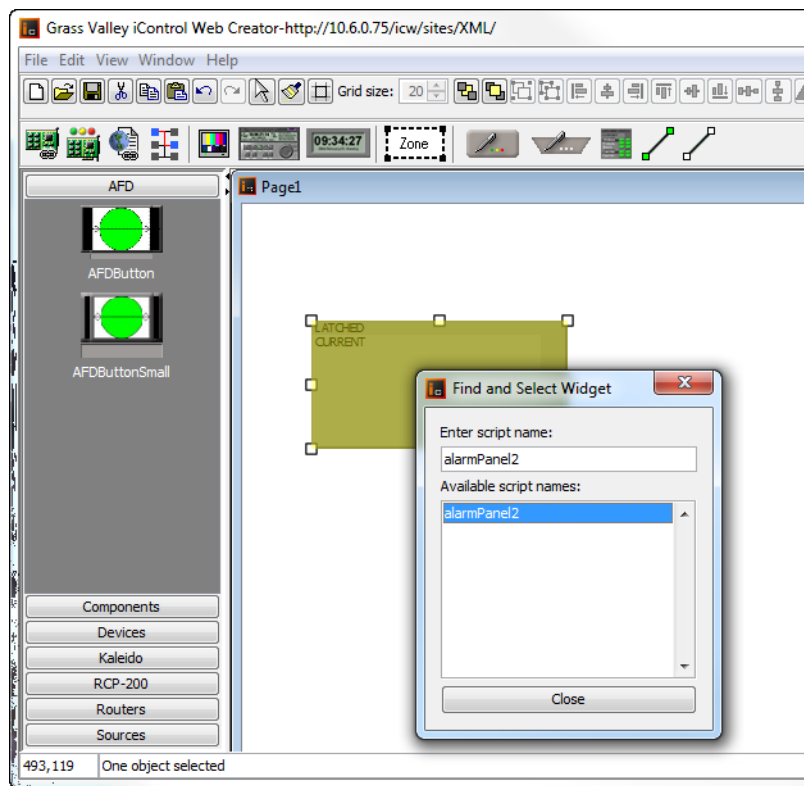 Grass Valley iControl Web Creator-http://10.6.0.75/icw/sites/XML/
File Edit View Window Help
Grid size: 20
09:34:27
Zone
AFD
Page1
AFDButton
AFDButtonSmall
LATCHED
CURRENT
Find and Select Widget
Enter script name:
alarmPanel2
Available script names:
alarmPanel2
Close
Components
Devices
Kaleido
RCP-200
Routers
Sources
493,119 One object selected